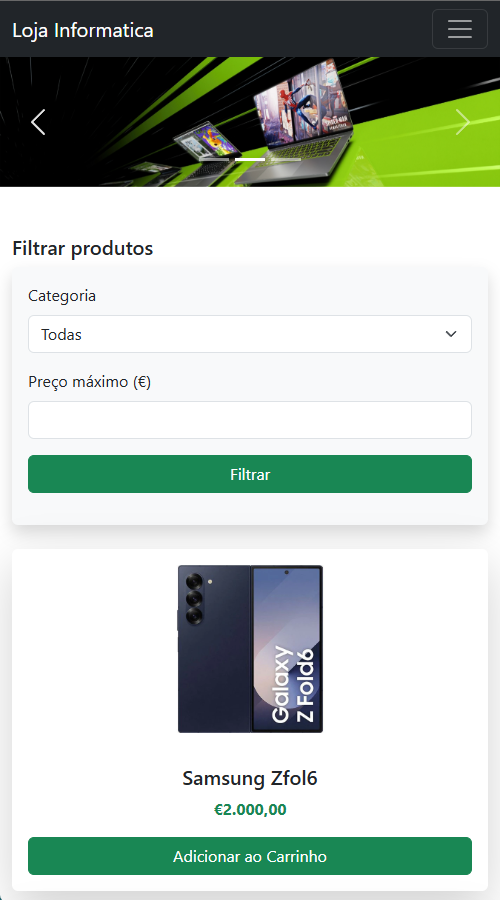 Loja Informatica
Filtrar produtos
Categoria
Todas
Preço máximo (€)
Filtrar
Galaxy
Z Fold6
Samsung Zfol6
€2.000,00
Adicionar ao Carrinho